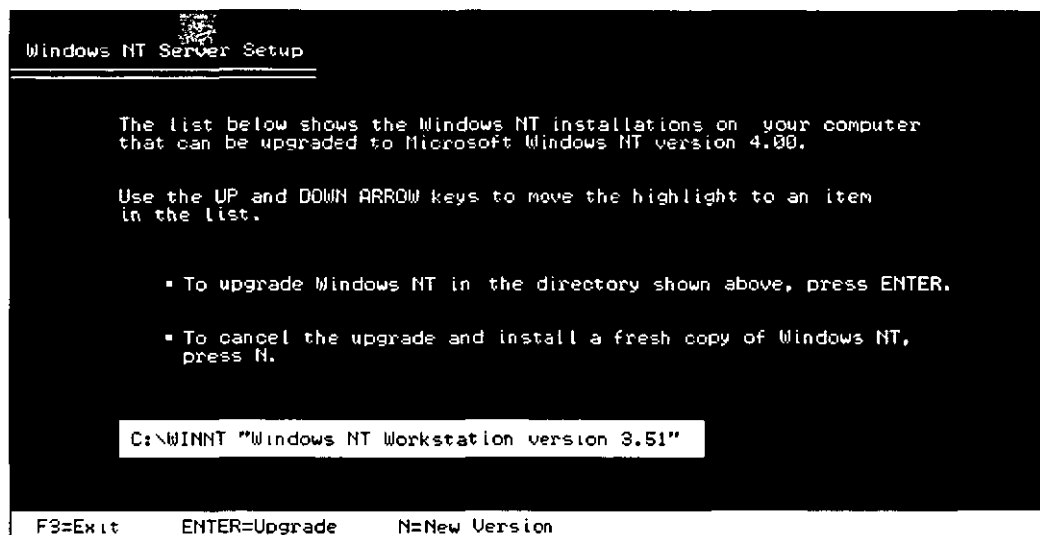 Windows NT Server Setup
The list below shows the Windows NT installations on your computer
that can be upgraded to Microsoft Windows NT version 4.00.
Use the UP and DOWN ARROW keys to move the highlight to an item
in the list.
▪ To upgrade Windows NT in the directory shown above, press ENTER.
▪ To cancel the upgrade and install a fresh copy of Windows NT,
press N.
C:\WINNT "Windows NT Workstation version 3.51"
F3=Exit ENTER=Upgrade N=New Version